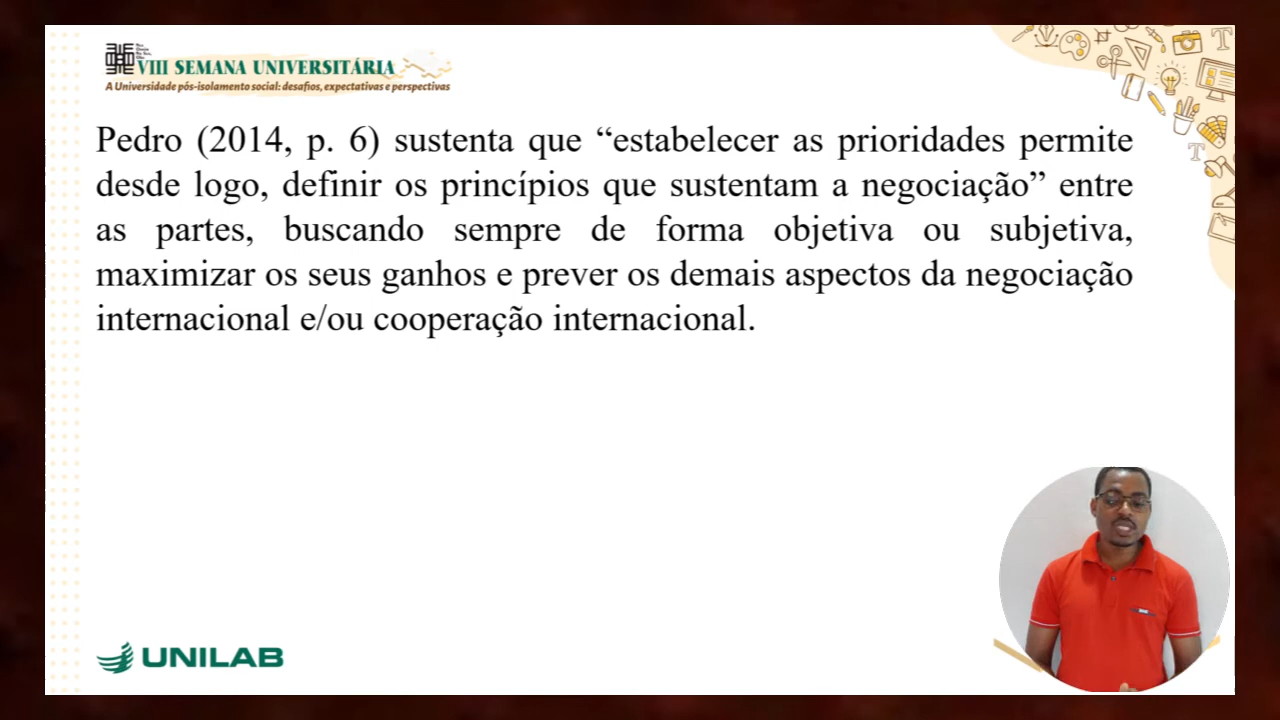 VIII SEMANA UNIVERSITÁRIA
A Universidade pós-isolamento social: desafios, expectativas e perspectivas
Pedro (2014, p. 6) sustenta que “estabelecer as prioridades permite
desde logo, definir os princípios que sustentam a negociação” entre
as partes, buscando sempre de forma objetiva ou subjetiva,
maximizar os seus ganhos e prever os demais aspectos da negociação
internacional e/ou cooperação internacional.
UNILAB